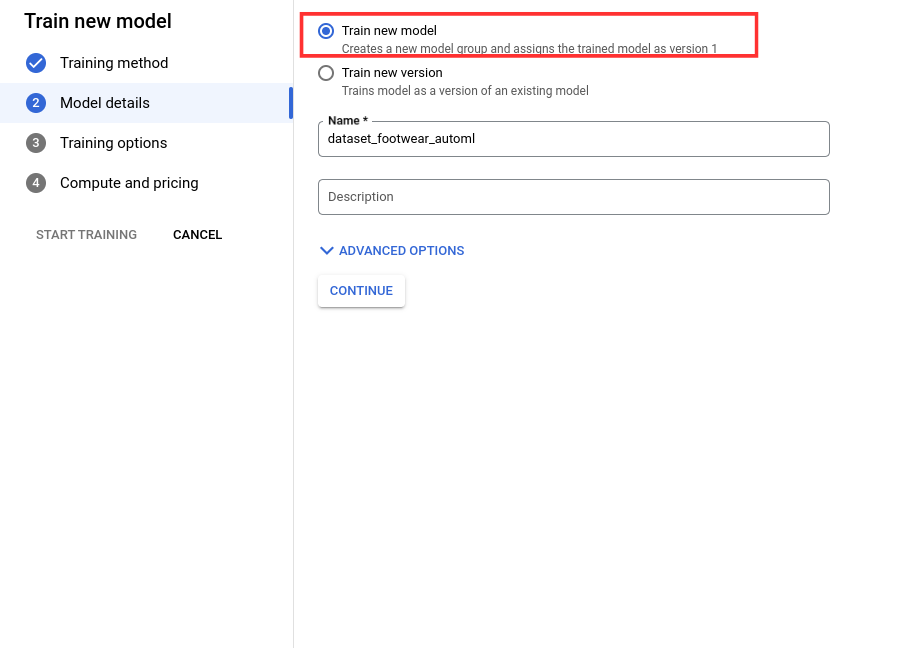 Train new model
Training method
2 Model details
3 Training options
4 Compute and pricing
START TRAINING CANCEL
Train new model
Creates a new model group and assigns the trained model as version 1
Train new version
Trains model as a version of an existing model
Name *
dataset_footwear_automl
Description
ADVANCED OPTIONS
CONTINUE